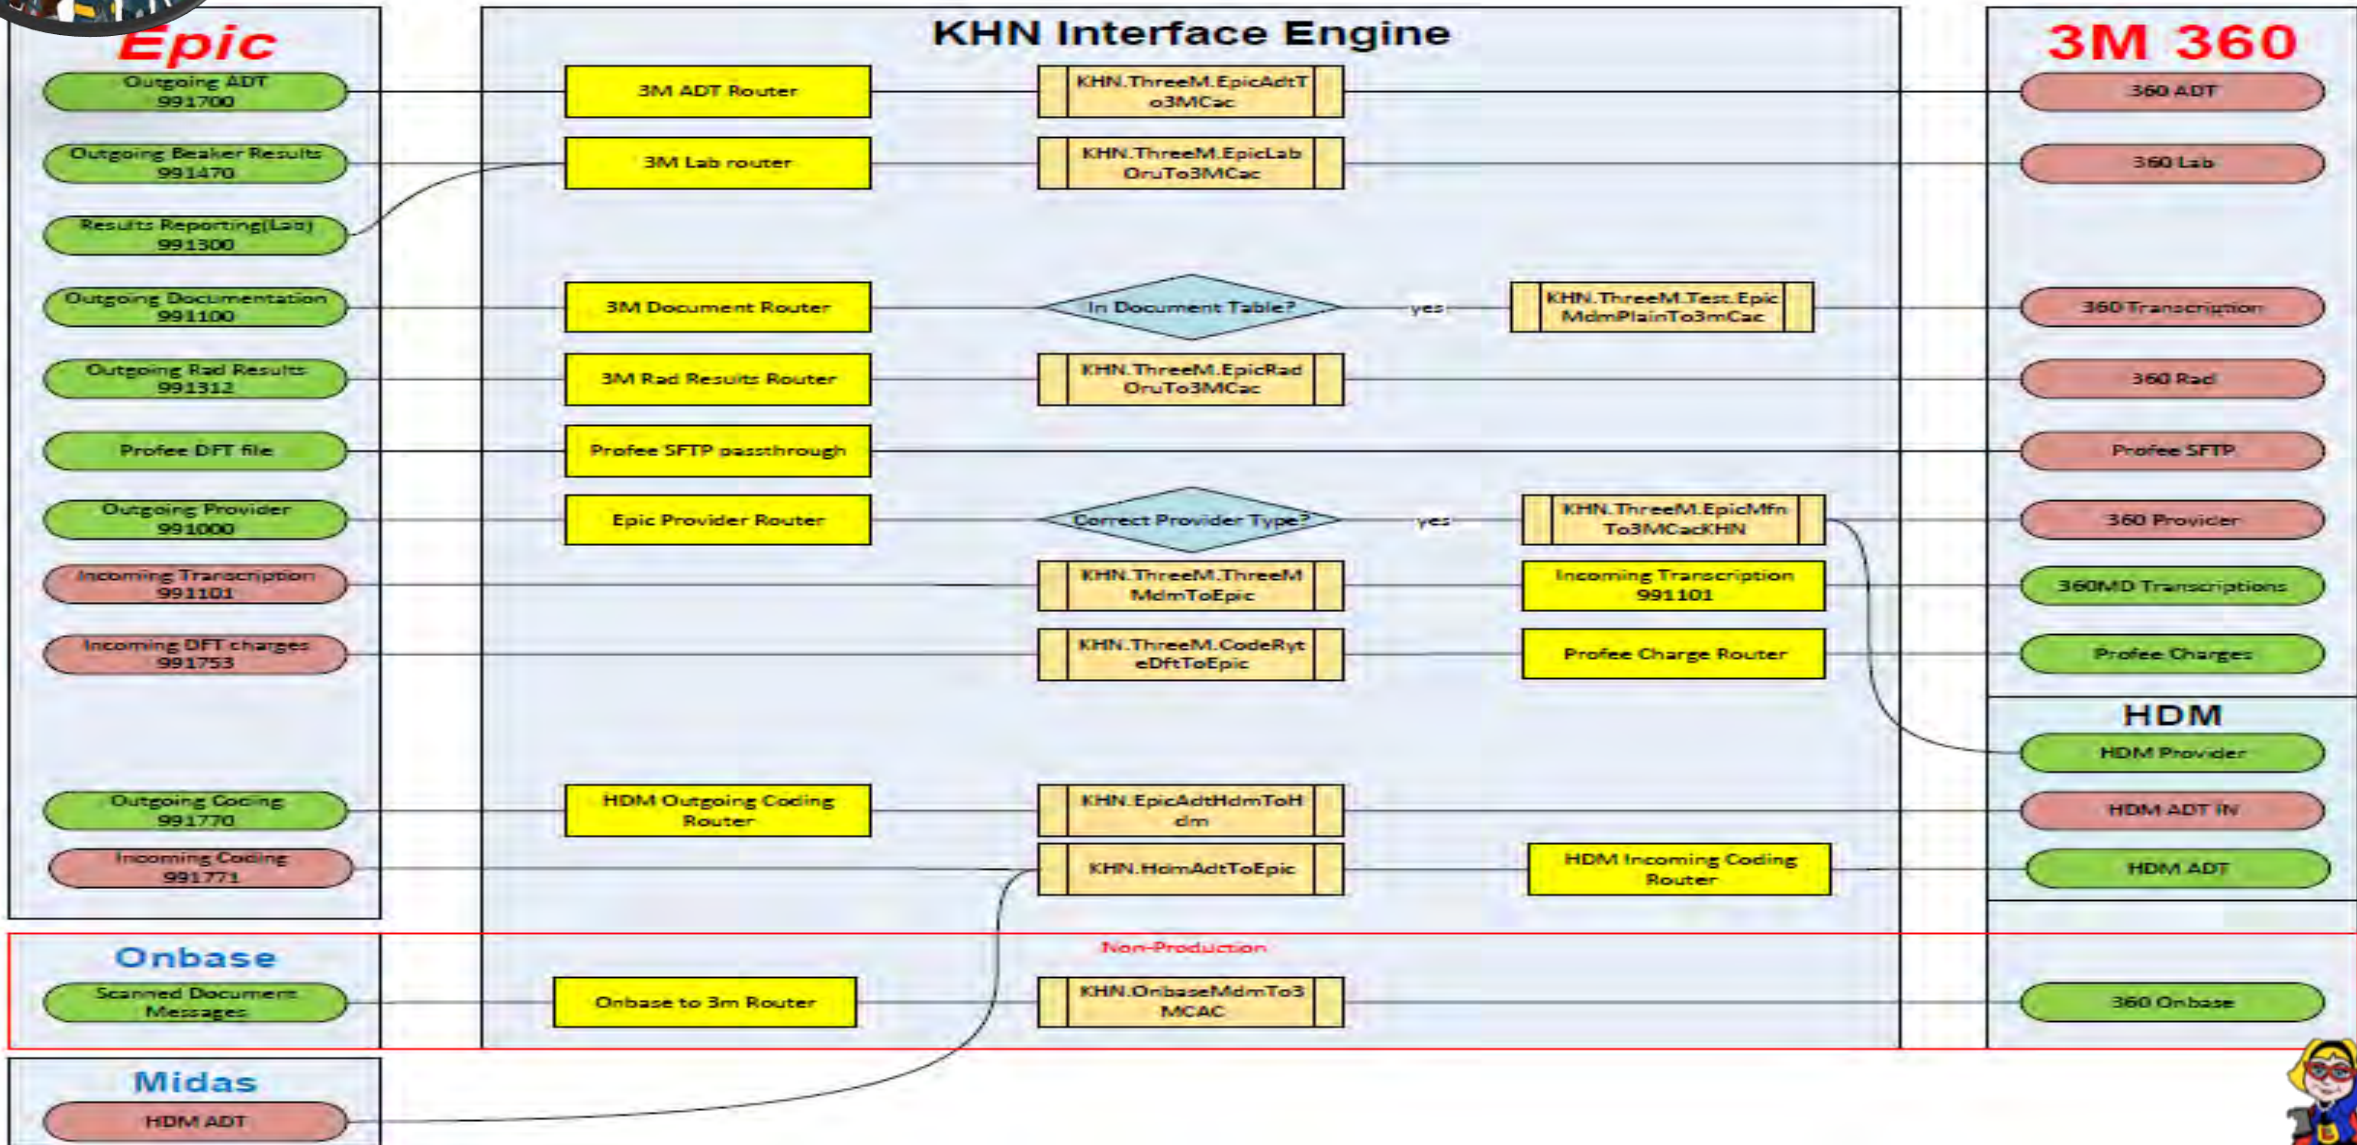 Epic
KHN Interface Engine
3M 360
Outgoing ADT
991700
3M ADT Router
KHN.ThreeM.EpicAdtT
o3MCac
360 ADT
Outgoing Beaker Results
991470
3M Lab router
KHN.ThreeM.EpicLab
OruTo3MCac
360 Lab
Results Reporting(Lab)
991300
Outgoing Documentation
991100
3M Document Router
In Document Table?
yes
KHN.ThreeM.Test.Epic
MdmPlainTo3mCac
360 Transcription
Outgoing Rad Results
991312
3M Rad Results Router
KHN.ThreeM.EpicRad
OruTo3MCac
360 Rad
Profee DFT file
Profee SFTP passthrough
Profee SFTP
Outgoing Provider
991000
Epic Provider Router
Correct Provider Type?
yes
KHN.ThreeM.EpicMfn
To3MCacKHN
360 Provider
Incoming Transcription
991101
KHN.ThreeM.ThreeM
MdmToEpic
Incoming Transcription
991101
360MD Transcriptions
Incoming DFT charges
991753
KHN.ThreeM.CodeRyt
eDftToEpic
Profee Charge Router
Profee Charges
HDM
HDM Provider
Outgoing Coding
991770
HDM Outgoing Coding
Router
KHN.EpicAdtHdmToH
dm
HDM ADT IN
Incoming Coding
991771
KHN.HdmAdtToEpic
HDM Incoming Coding
Router
HDM ADT
Non-Production
Onbase
Scanned Document
Messages
Onbase to 3m Router
KHN.OnbaseMdmTo3
MCAC
360 Onbase
Midas
HDM ADT